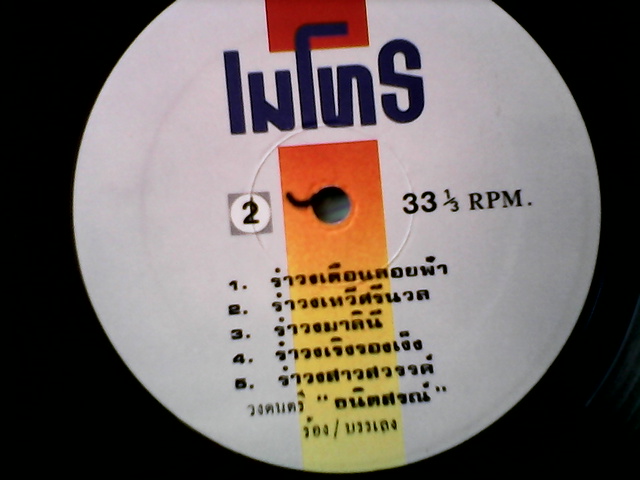 เมโทร
2
33 1/3 RPM.
1. รำวงเดือนลอยฟ้า
2. รำวงเทวีศรีนวล
3. รำวงมาลินี
4. รำวงเริงรองเง็ง
5. รำวงสาวสวรรค์
วงดนตรี "ธนิตสรณ์"
ร้อง / บรรเลง